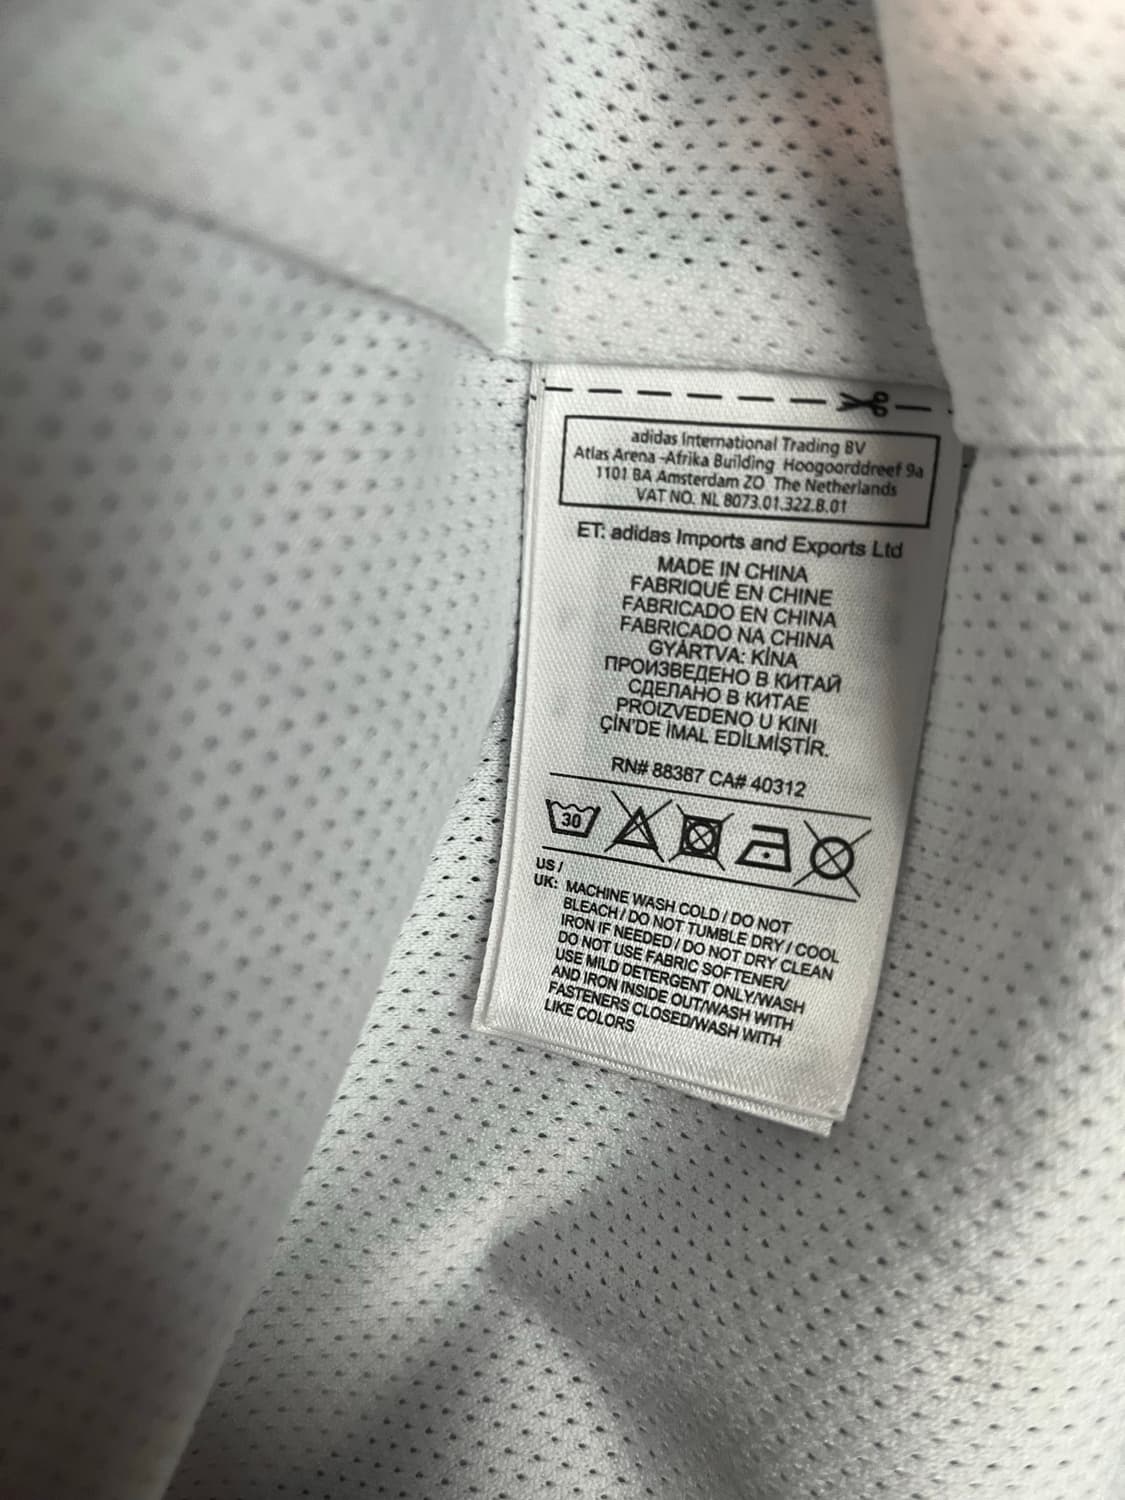 adidas International Trading BV
Atlas Arena -Afrika Building Hoogoorddreef 9a
1101 BA Amsterdam ZO The Netherlands
VAT NO. NL 8073.01.322.B.01
ET: adidas Imports and Exports Ltd
MADE IN CHINA
FABRIQUÉ EN CHINE
FABRICADO EN CHINA
FABRICADO NA CHINA
GYÁRTVA: KÍNA
ПРОИЗВЕДЕНО В КИТАЙ
СДЕЛАНО В КИТАЕ
PROIZVEDENO U KINI
ÇİN'DE İMAL EDİLMİŞTİR.
RN# 88387 CA# 40312
30
US /
UK: MACHINE WASH COLD / DO NOT
BLEACH / DO NOT TUMBLE DRY / COOL
IRON IF NEEDED / DO NOT DRY CLEAN
DO NOT USE FABRIC SOFTENER/
USE MILD DETERGENT ONLY/WASH
AND IRON INSIDE OUT/WASH WITH
FASTENERS CLOSED/WASH WITH
LIKE COLORS